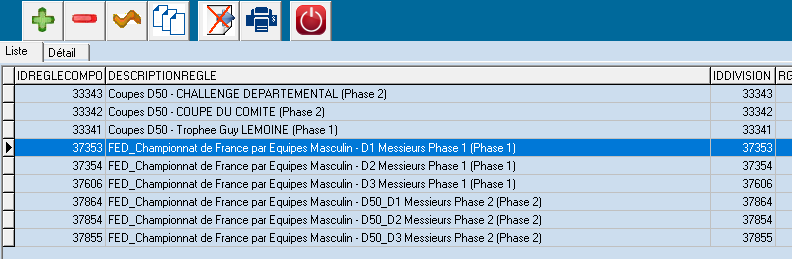 Liste Détail
IDREGLECOMPO DESCRIPTIONREGLE IDDIVISION RG
33343 Coupes D50 - CHALLENGE DEPARTEMENTAL (Phase 2) 33343
33342 Coupes D50 - COUPE DU COMITE (Phase 2) 33342
33341 Coupes D50 - Trophee Guy LEMOINE (Phase 1) 33341
37353 FED_Championnat de France par Equipes Masculin - D1 Messieurs Phase 1 (Phase 1) 37353
37354 FED_Championnat de France par Equipes Masculin - D2 Messieurs Phase 1 (Phase 1) 37354
37606 FED_Championnat de France par Equipes Masculin - D3 Messieurs Phase 1 (Phase 1) 37606
37864 FED_Championnat de France par Equipes Masculin - D50_D1 Messieurs Phase 2 (Phase 2) 37864
37854 FED_Championnat de France par Equipes Masculin - D50_D2 Messieurs Phase 2 (Phase 2) 37854
37855 FED_Championnat de France par Equipes Masculin - D50_D3 Messieurs Phase 2 (Phase 2) 37855